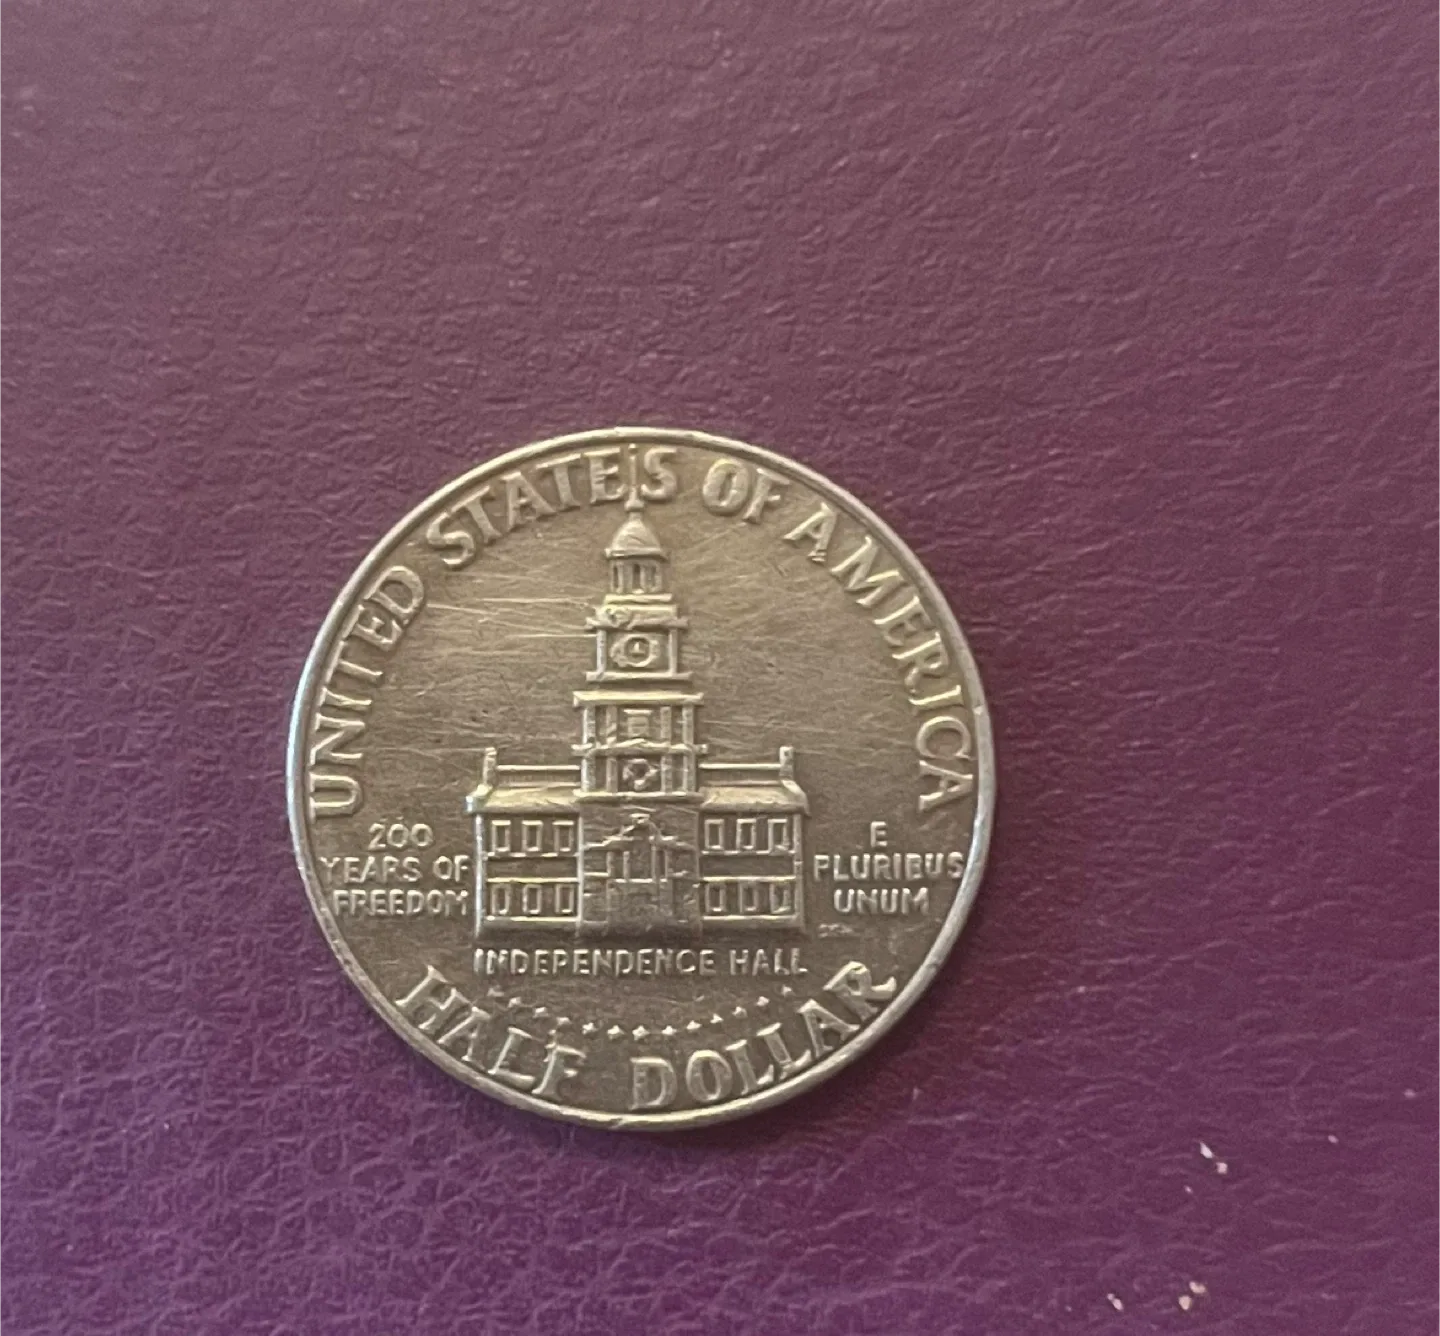 UNITED STATES OF AMERICA
200
YEARS OF
FREEDOM
E
PLURIBUS
UNUM
INDEPENDENCE HALL
HALF DOLLAR